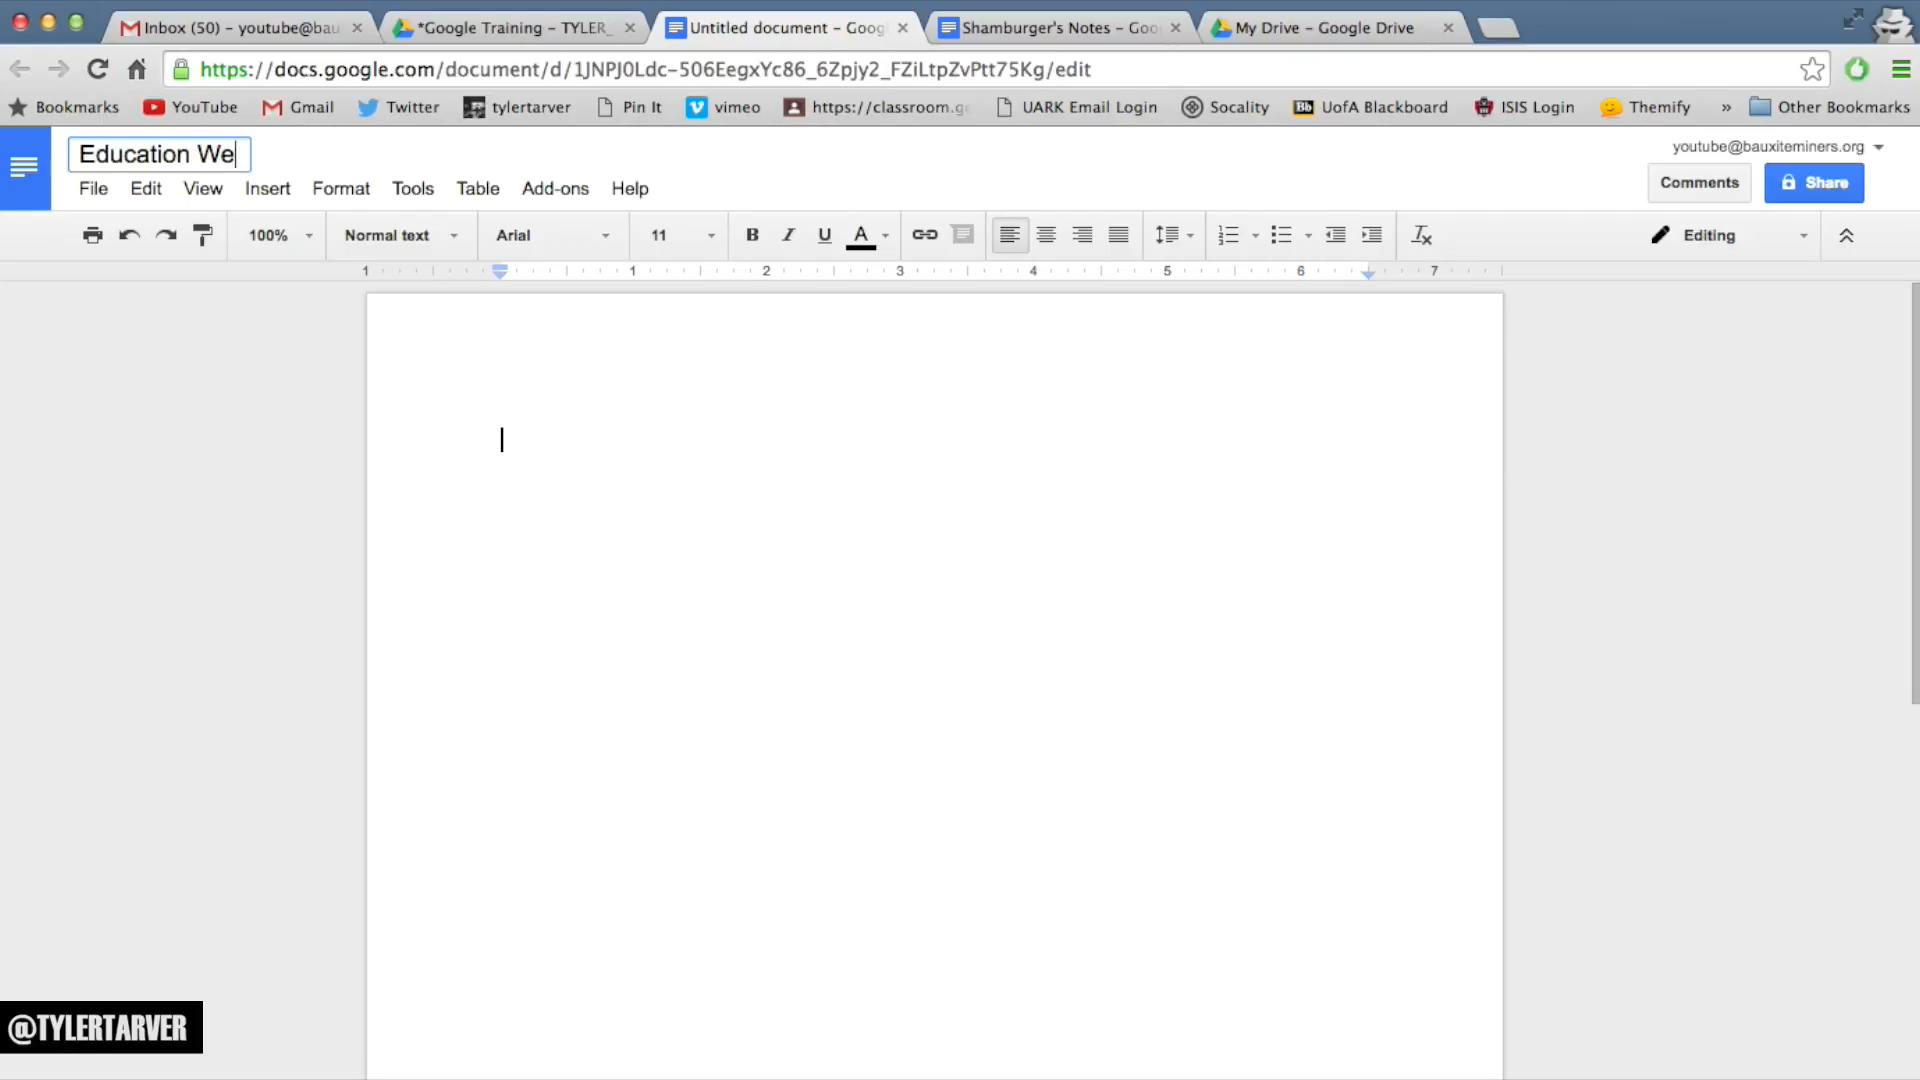 Inbox (50) – youtube@bau
*Google Training – TYLER_
Untitled document – Goog
Shamburger's Notes – Goo
My Drive – Google Drive
https://docs.google.com/document/d/1JNPJ0Ldc-506EegxYc86_6Zpjy2_FZiLtpZvPtt75Kg/edit
Bookmarks YouTube Gmail Twitter tylertarver Pin It vimeo https://classroom.g UARK Email Login Socality UofA Blackboard ISIS Login Themify » Other Bookmarks
Education We
youtube@bauxiteminers.org
File Edit View Insert Format Tools Table Add-ons Help
Comments Share
100% Normal text Arial 11 B I U A Editing
1 1 2 3 4 5 6 7
@TYLERTARVER